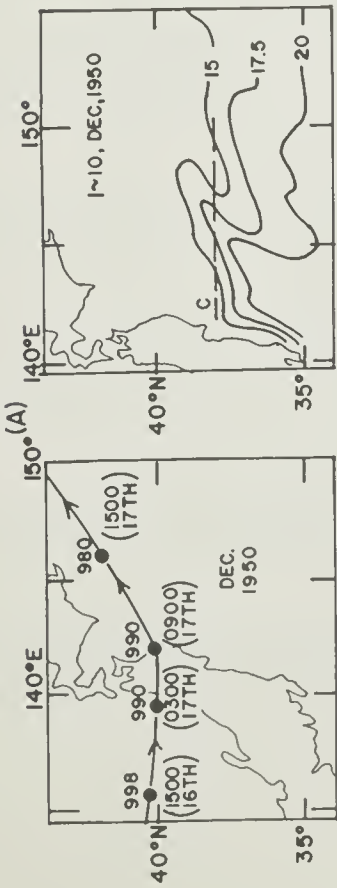 140°E
150°
(A)
980
(1500
17TH)
990
990
998
40°N
(0900
17TH)
(0300
17TH)
(1500
16TH)
DEC.
1950
35°
140°E
150°
1~10, DEC, 1950
40°N
15
C
17.5
20
35°